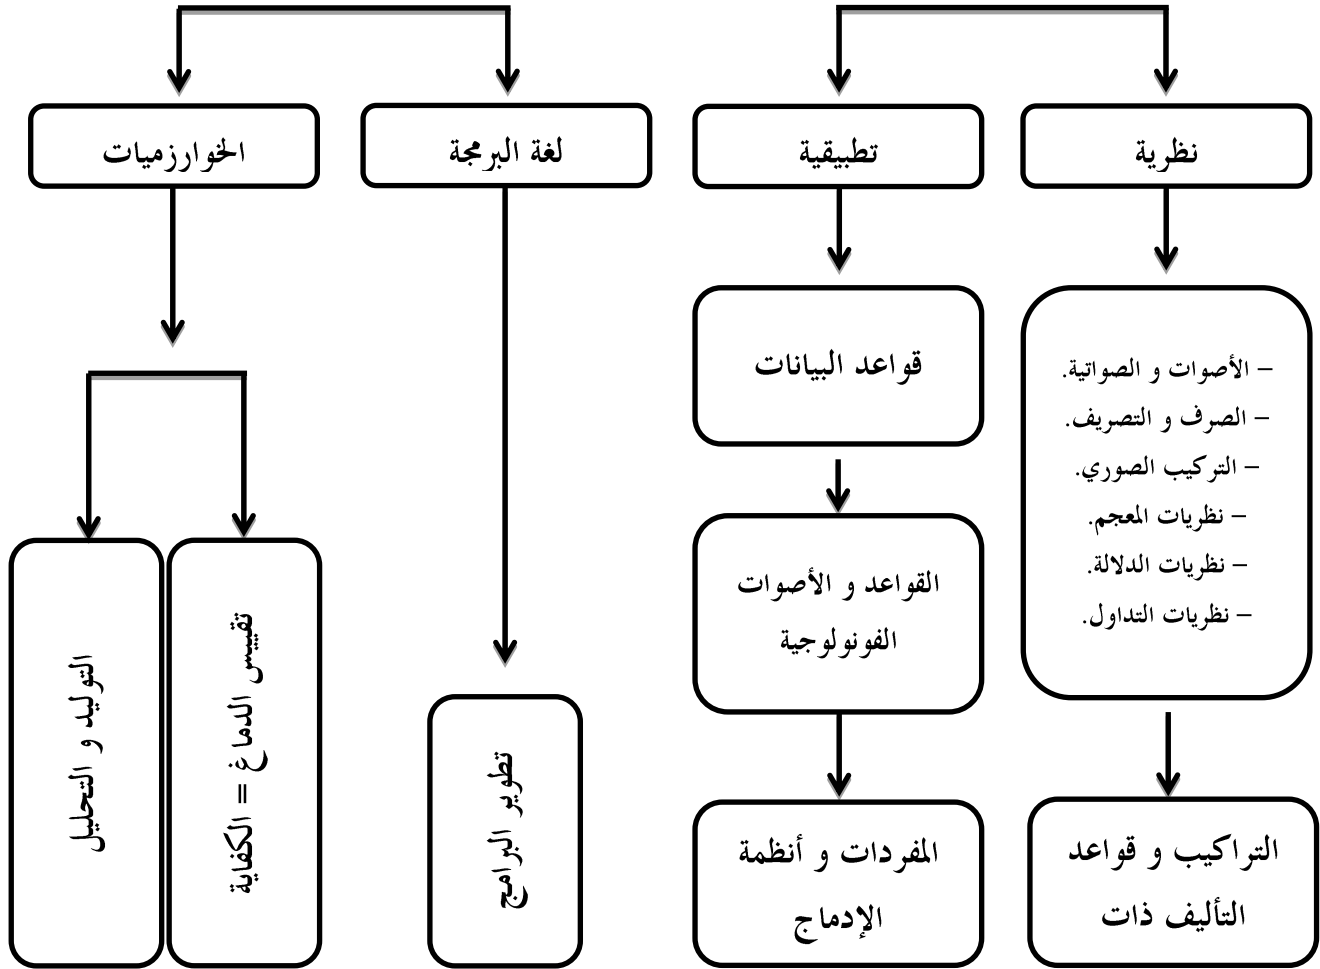 نظرية
تطبيقية
لغة البرمجة
الخوارزميات
– الأصوات و الصواتية.
– الصرف و التصريف.
– التركيب الصوري.
– نظريات المعجم.
– نظريات الدلالة.
– نظريات التداول.
التراكيب و قواعد
التأليف ذات
قواعد البيانات
القواعد و الأصوات
الفونولوجية
المفردات و أنظمة
الإدماج
تطوير البرامج
تقييس الدماغ = الكفاية
التوليد و التحليل